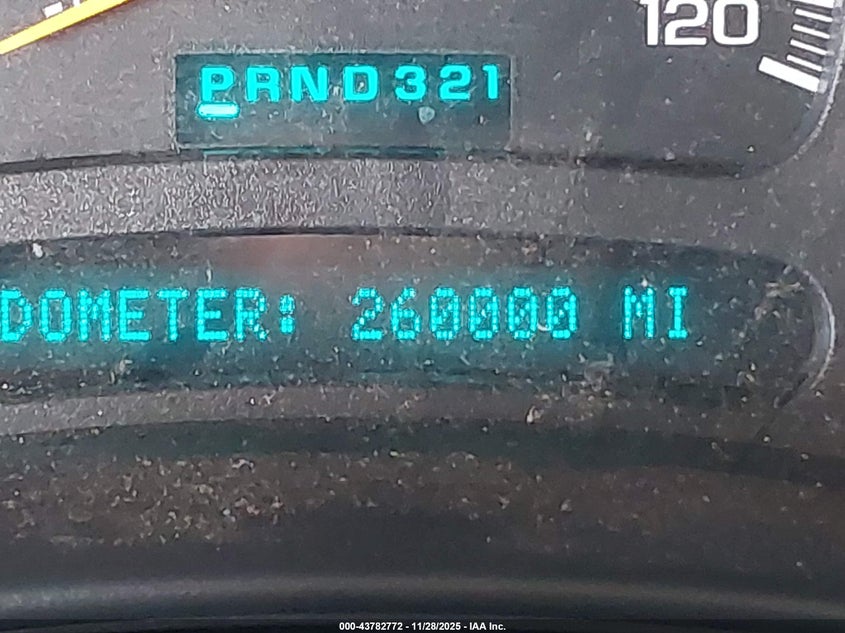 120
PRND321
DOMETER: 260000 MI
000-43782772 - 11/28/2025 - IAA Inc.